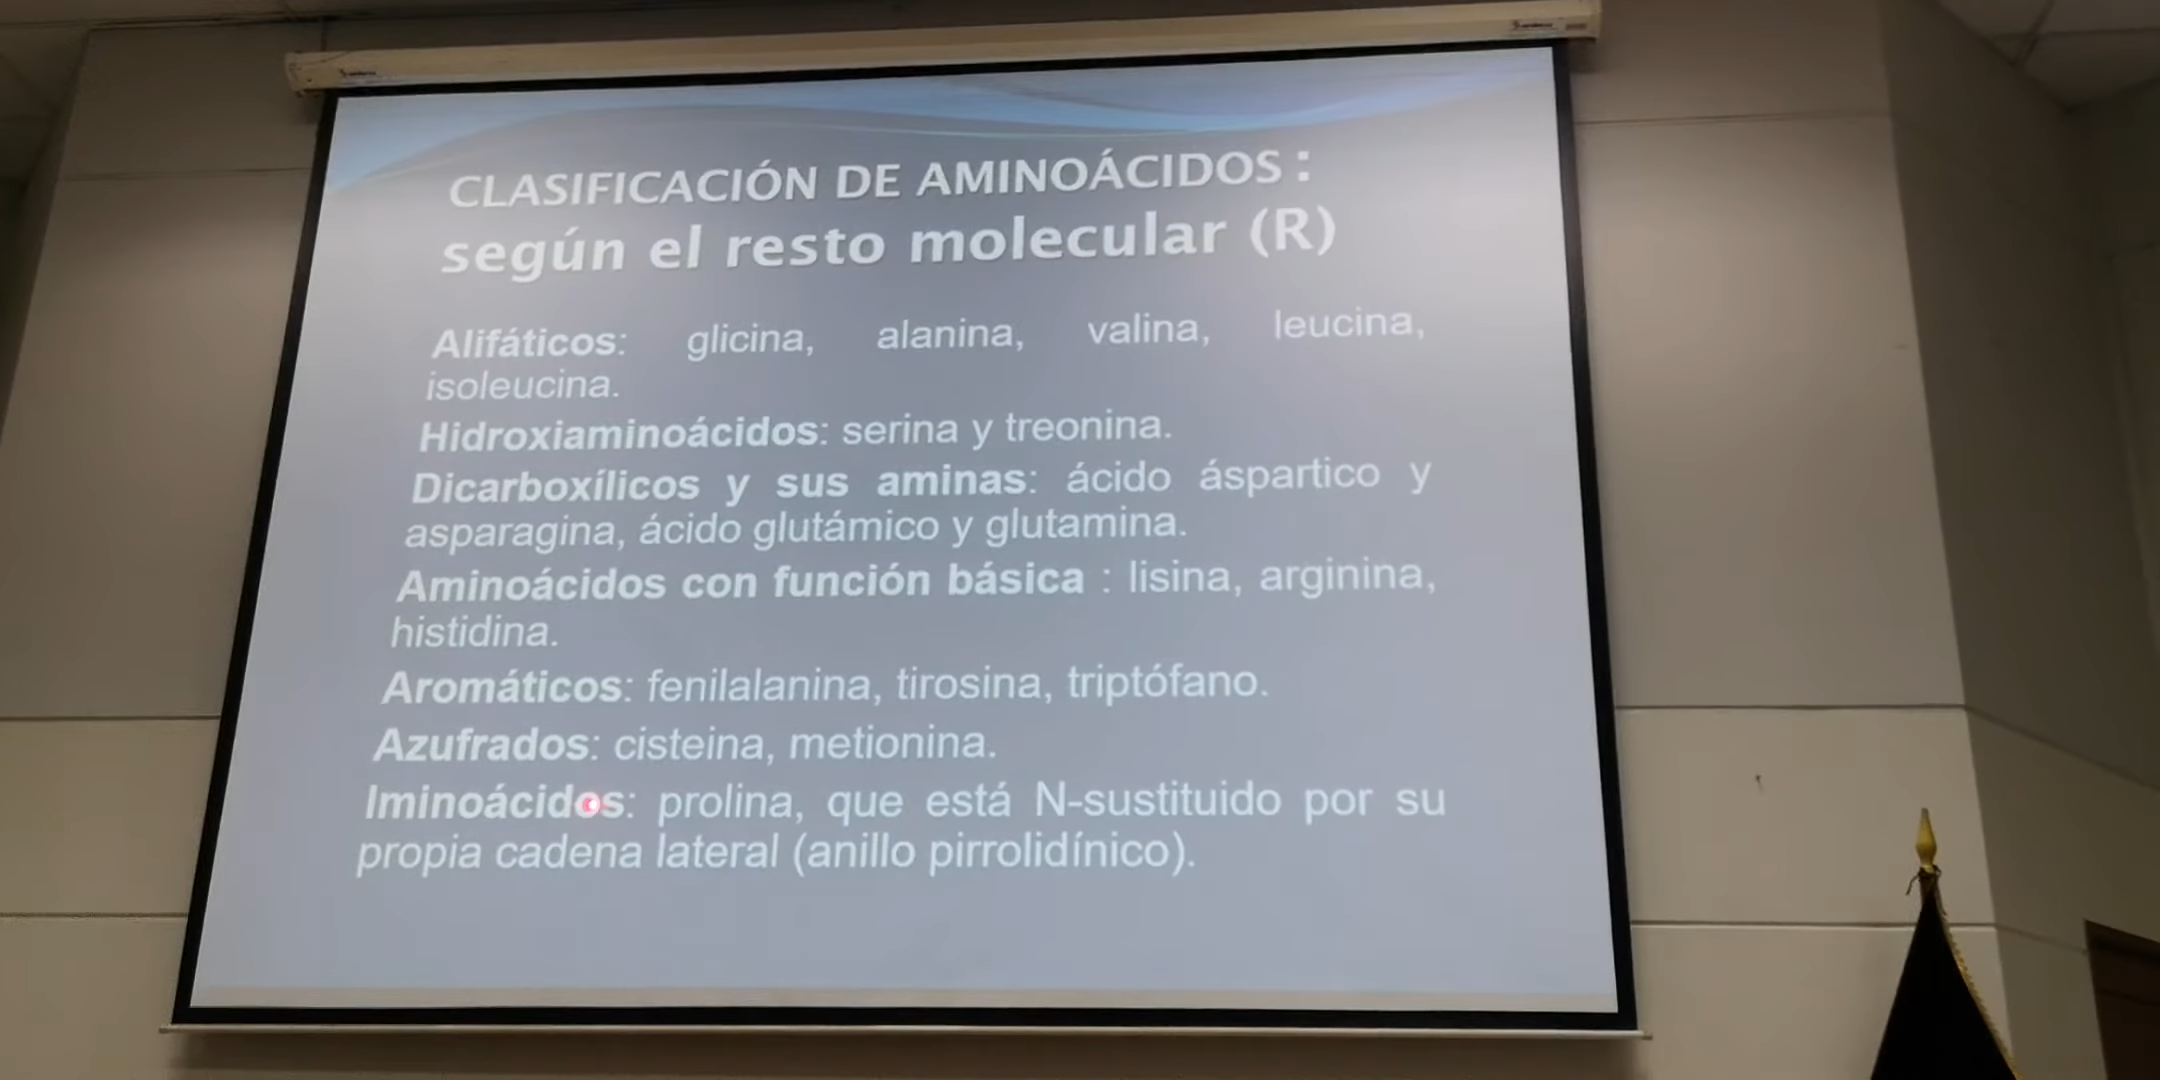 CLASIFICACIÓN DE AMINOÁCIDOS :
según el resto molecular (R)
Alifáticos: glicina, alanina, valina, leucina,
isoleucina.
Hidroxiaminoácidos: serina y treonina.
Dicarboxílicos y sus aminas: ácido áspartico y
asparagina, ácido glutámico y glutamina.
Aminoácidos con función básica : lisina, arginina,
histidina.
Aromáticos: fenilalanina, tirosina, triptófano.
Azufrados: cisteina, metionina.
Iminoácidos: prolina, que está N-sustituido por su
propia cadena lateral (anillo pirrolidínico).